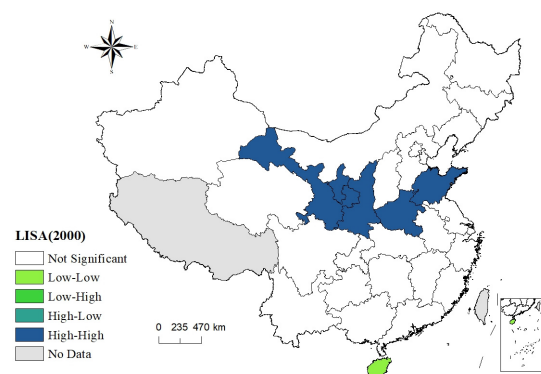 N
W
E
S
LISA(2000)
Not Significant
Low-Low
Low-High
High-Low
High-High
No Data
0 235 470 km